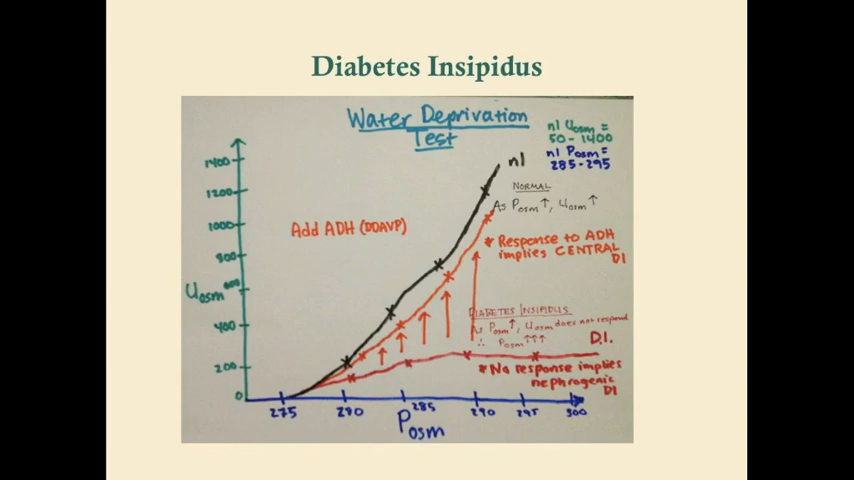 Diabetes Insipidus
Water Deprivation
Test
nl Uosm =
50-1400
nl Posm =
285-295
nl
NORMAL
As Posm ↑, Uosm ↑
Add ADH (DDAVP)
* Response to ADH
implies CENTRAL
DI
DIABETES INSIPIDUS
As Posm ↑, Uosm does not respond
∴ Posm ↑↑↑
D.I.
* No response implies
nephrogenic
DI
Uosm
1400
1200
1000
800
600
400
200
0
275
280
285
290
295
300
Posm